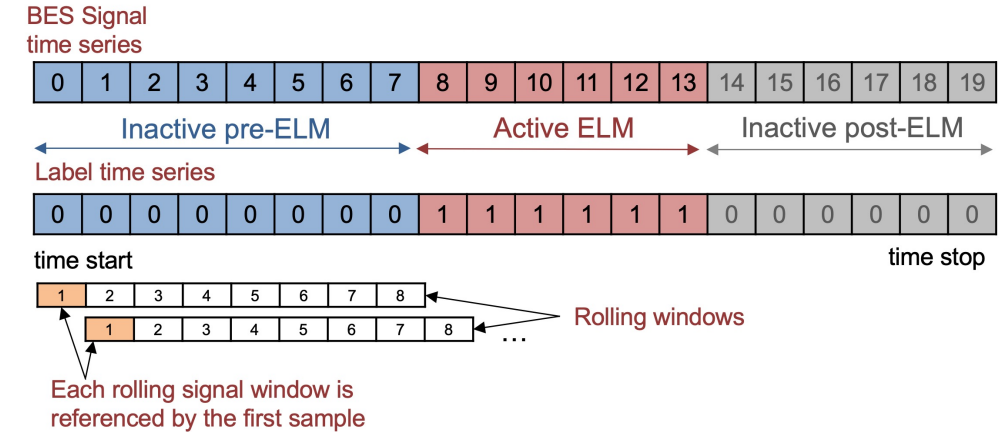 BES Signal
time series
0 1 2 3 4 5 6 7 8 9 10 11 12 13 14 15 16 17 18 19
Inactive pre-ELM Active ELM Inactive post-ELM
Label time series
0 0 0 0 0 0 0 0 1 1 1 1 1 1 0 0 0 0 0 0
time start time stop
1 2 3 4 5 6 7 8
1 2 3 4 5 6 7 8 ...
Rolling windows
Each rolling signal window is
referenced by the first sample